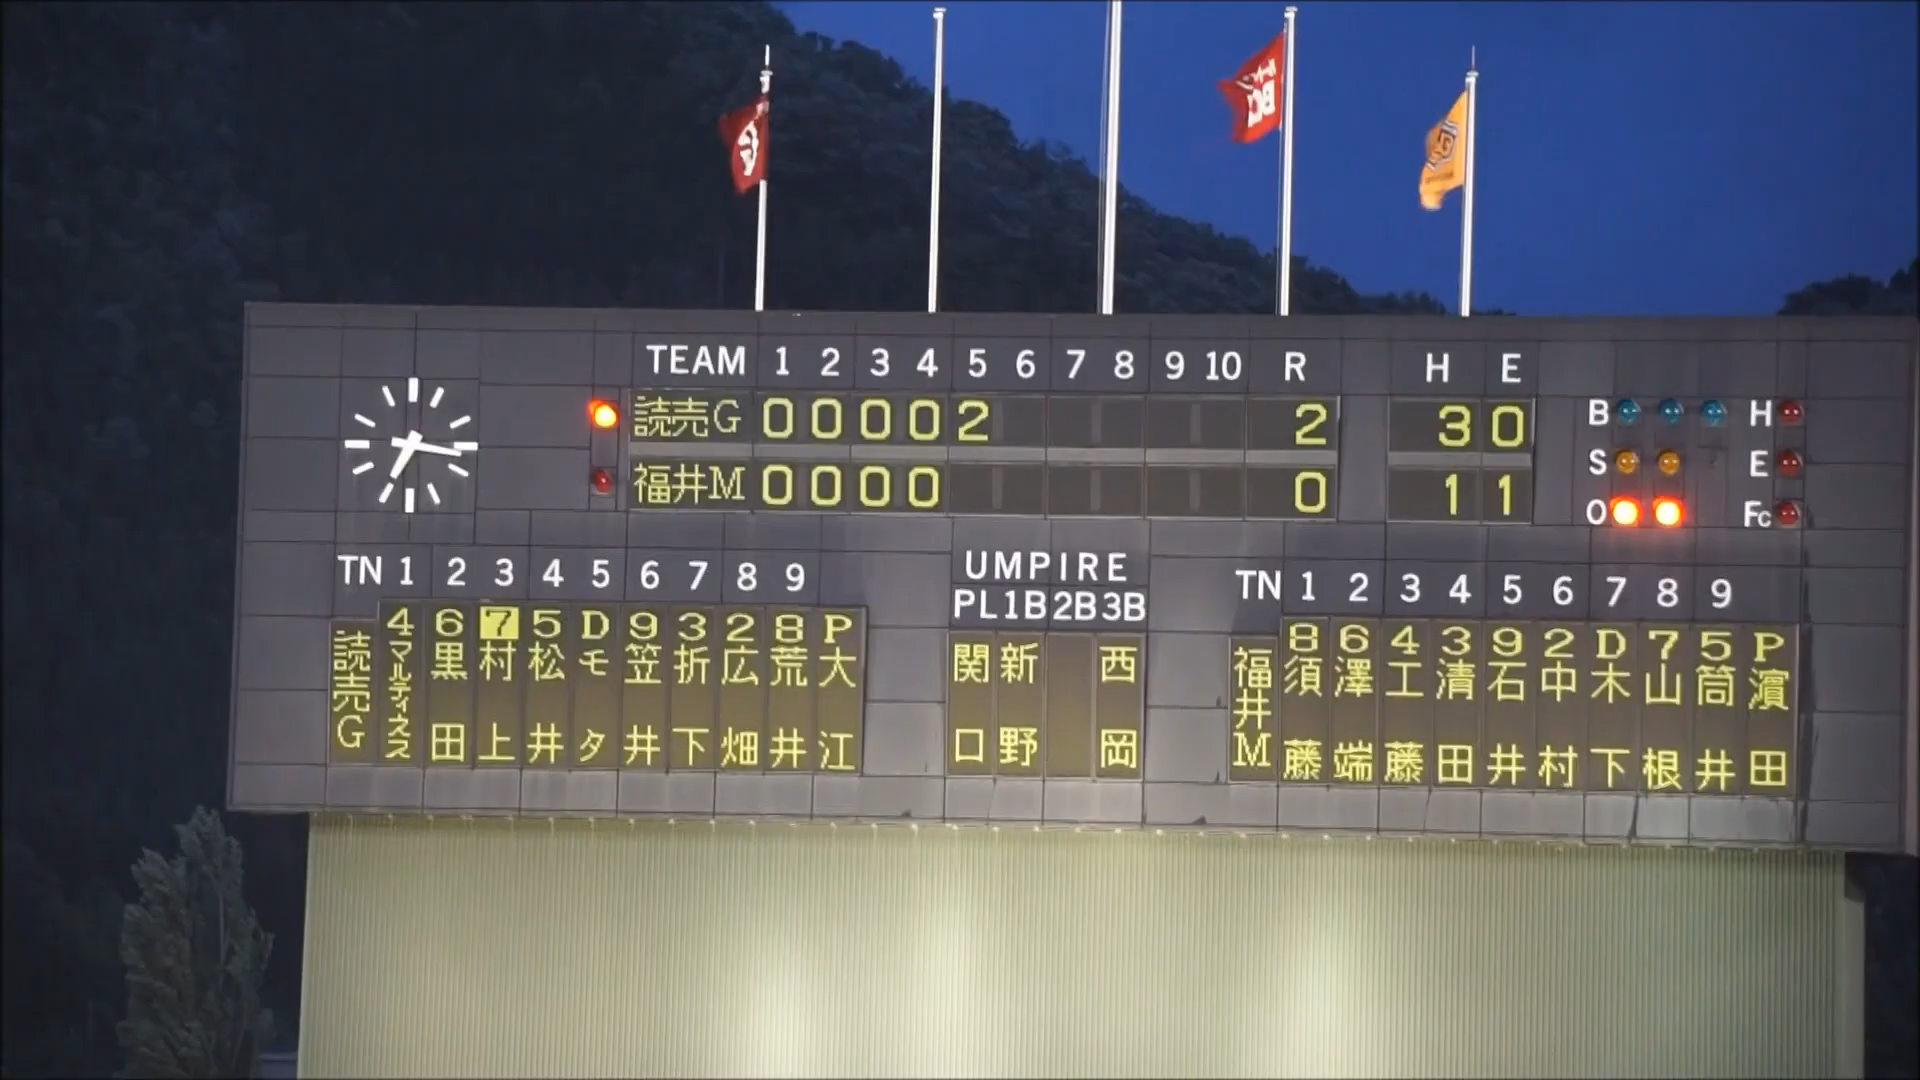 TEAM 1 2 3 4 5 6 7 8 9 10 R H E
読売G 0 0 0 0 2 2 3 0
福井M 0 0 0 0 0 1 1
B H
S E
O Fc
TN 1 2 3 4 5 6 7 8 9
4 6 7 5 D 9 3 2 8 P
読売G マルティネス 黒田 村上 松井 モタ 笠井 折下 広畑 荒井 大江
UMPIRE
PL 1B 2B 3B
関口 新野 西岡
TN 1 2 3 4 5 6 7 8 9
8 6 4 3 9 2 D 7 5 P
福井M 須藤 澤端 工藤 清田 石井 中村 木下 山根 筒井 濵田